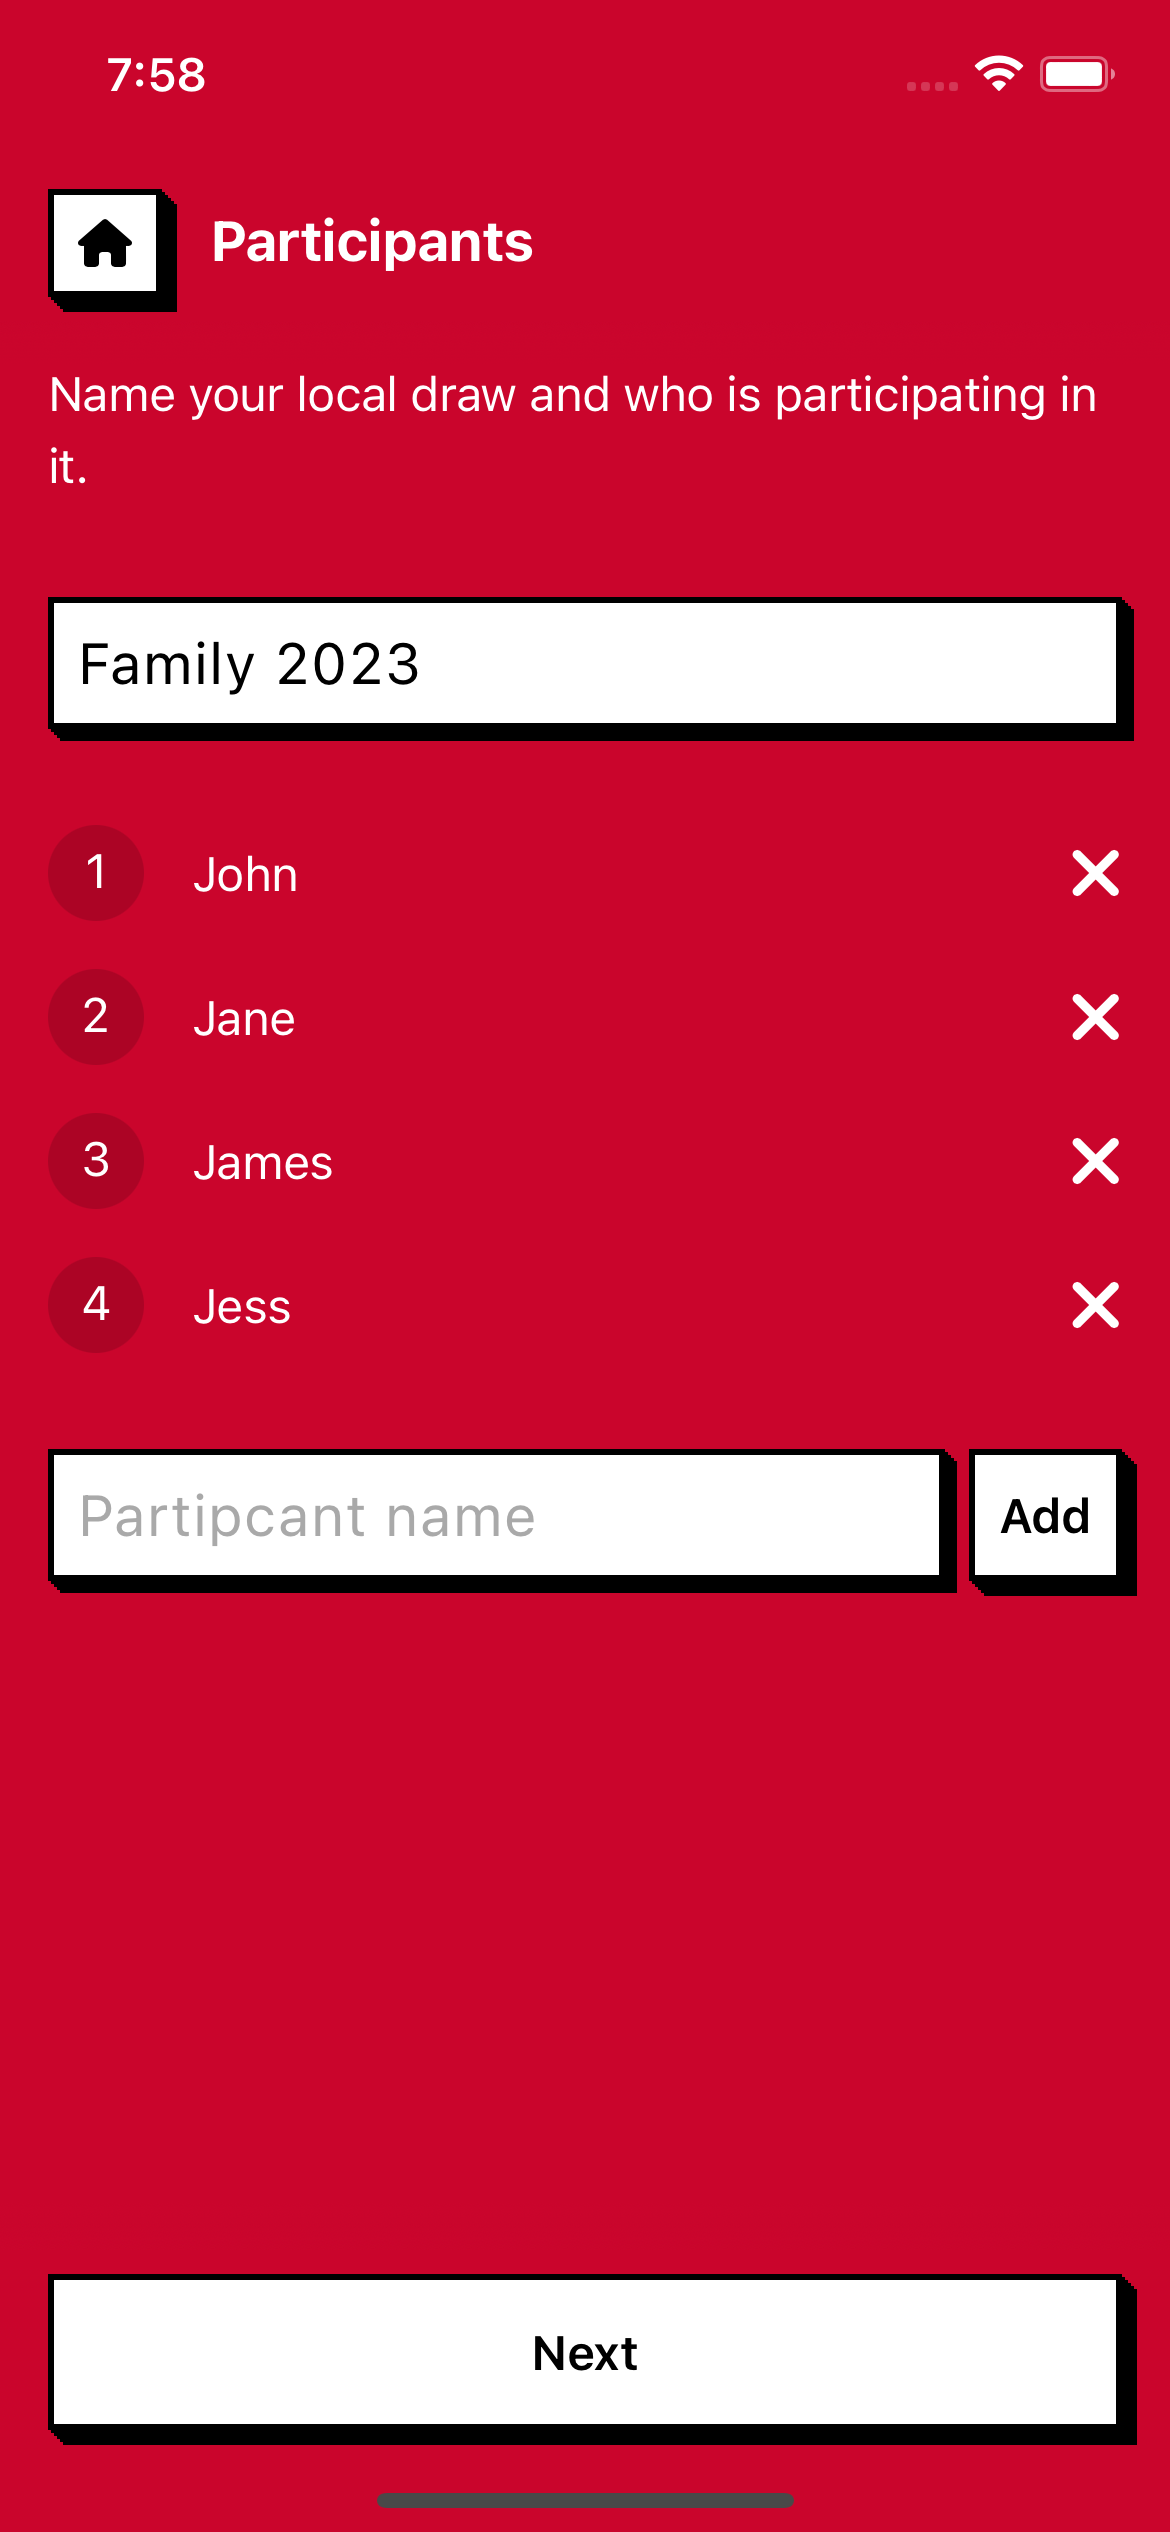 7:58
Participants
Name your local draw and who is participating in
it.
Family 2023
1 John
2 Jane
3 James
4 Jess
Partipcant name Add
Next